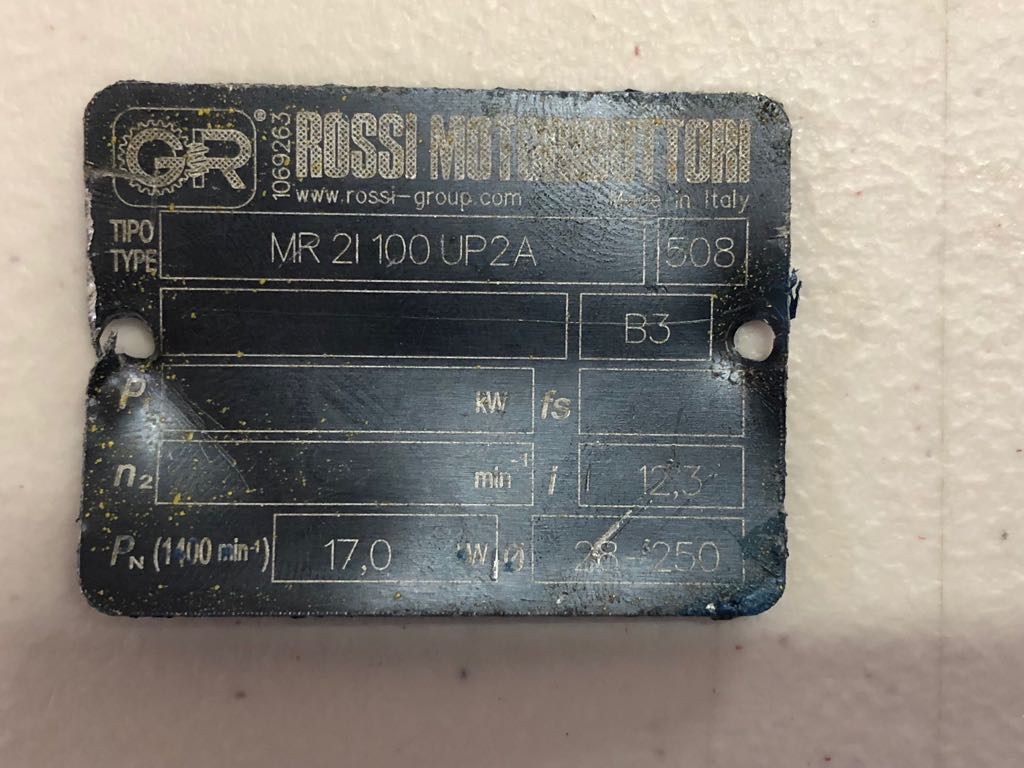 GR® 1069263 ROSSI MOTORIDUTTORI
www.rossi-group.com Made in Italy
TIPO
TYPE MR 2I 100 UP2A 508
B3
P kW fs
n₂ min⁻¹ i 12,3
Pₙ (1400 min⁻¹) 17,0 kW 28 250